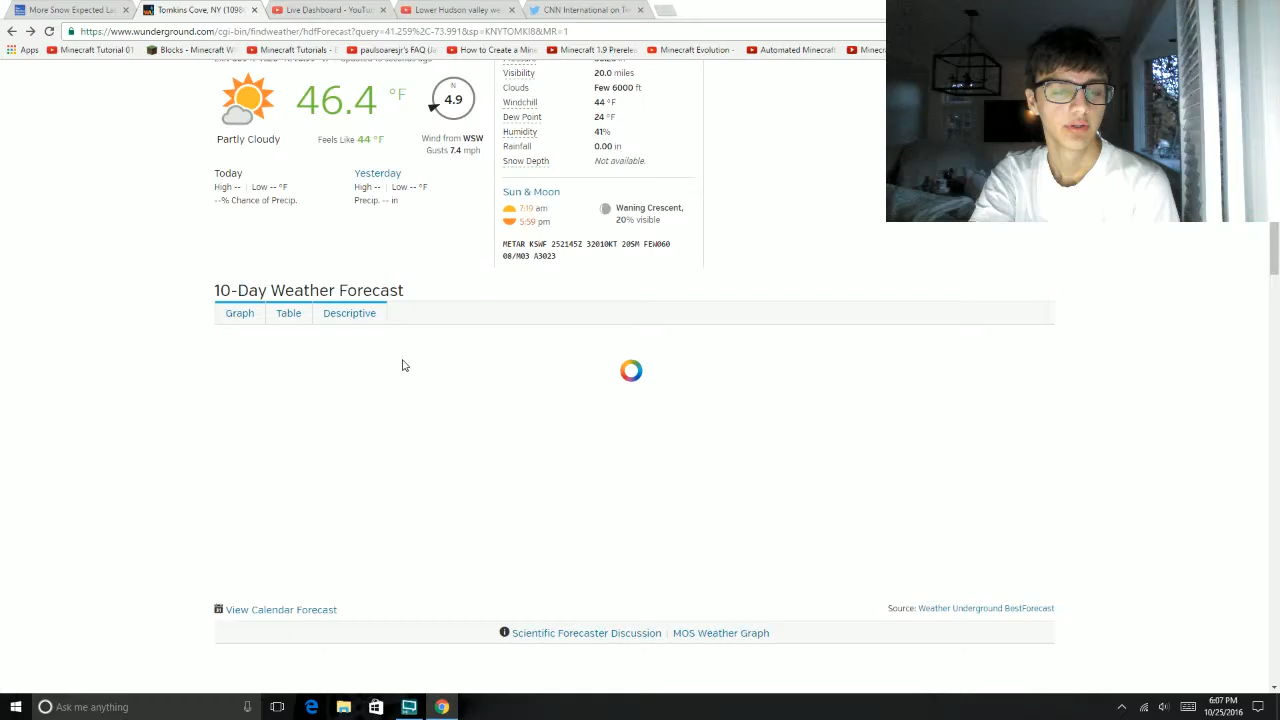 More Snow Expected Lat
Tomkins Cove, NY (1098
Live Dashboard - YouTu
Lower Hudson valley we
CNN International on Tw
https://www.wunderground.com/cgi-bin/findweather/hdfForecast?query=41.259%2C-73.991&sp=KNYTOMKI8&MR=1
Apps
Minecraft Tutorial 01
Blocks - Minecraft W
Minecraft Tutorials - E
paulsoaresjr's FAQ (
How to Create a Mine
Minecraft 1.9 Prerele
Minecraft Evolution -
Automated Minecraft
Minec
46.4 °F
N
4.9
Partly Cloudy
Feels Like 44 °F
Wind from WSW
Gusts 7.4 mph
Today
High -- | Low -- °F
--% Chance of Precip.
Yesterday
High -- | Low -- °F
Precip. -- in
Pressure
Visibility 20.0 miles
Clouds Few 6000 ft
Windchill 44 °F
Dew Point 24 °F
Humidity 41%
Rainfall 0.00 in
Snow Depth Not available.
Sun & Moon
7:19 am
5:59 pm
Waning Crescent,
20% visible
METAR KSWF 252145Z 32010KT 20SM FEW060
08/M03 A3023
10-Day Weather Forecast
Graph
Table
Descriptive
View Calendar Forecast
Source: Weather Underground BestForecast
Scientific Forecaster Discussion | MOS Weather Graph
Ask me anything
6:07 PM
10/25/2016